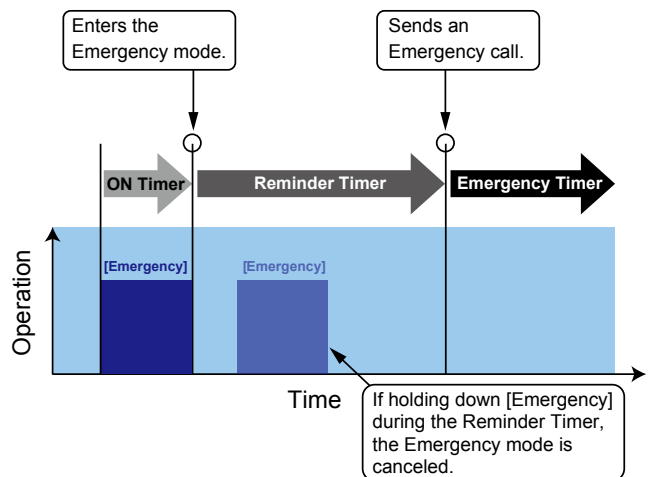 Enters the
Emergency mode.
Sends an
Emergency call.
ON Timer
Reminder Timer
Emergency Timer
[Emergency]
[Emergency]
Operation
Time
If holding down [Emergency]
during the Reminder Timer,
the Emergency mode is
canceled.